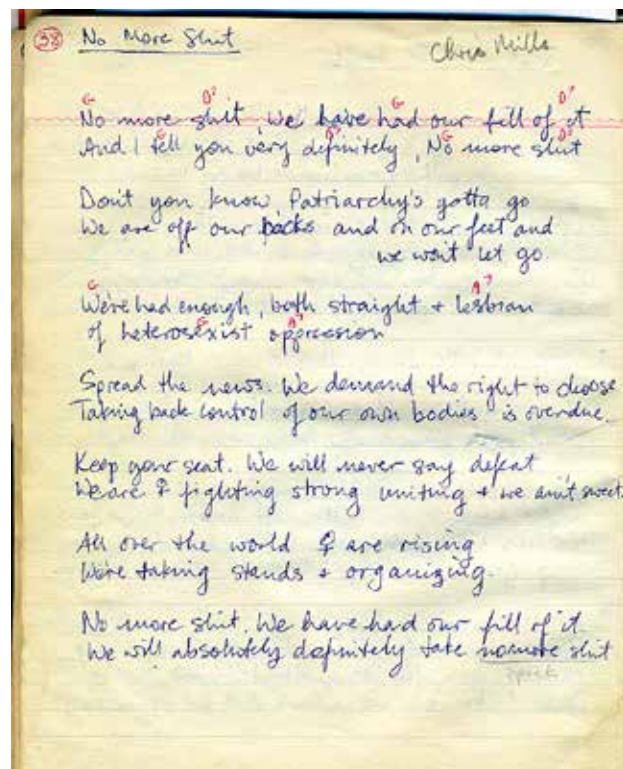 38 No More Shit
Chris Mills
G D7 G D7
No more shit, We have had our fill of it
G D7 G D7
And I tell you very definitely, No more shit
Don't you know, Patriarchy's gotta go
We are off our backs and on our feet and
we won't let go.
G A7
We've had enough, both straight + lesbian
G A7
of heterosexist oppression
Spread the news. We demand the right to choose
Taking back control of our own bodies is overdue.
Keep your seat. We will never say defeat
We are ♀ fighting strong uniting + we ain't sweet.
All over the world ♀ are rising
We're taking stands + organizing.
No more shit. We have had our fill of it
We will absolutely definitely take no more shit